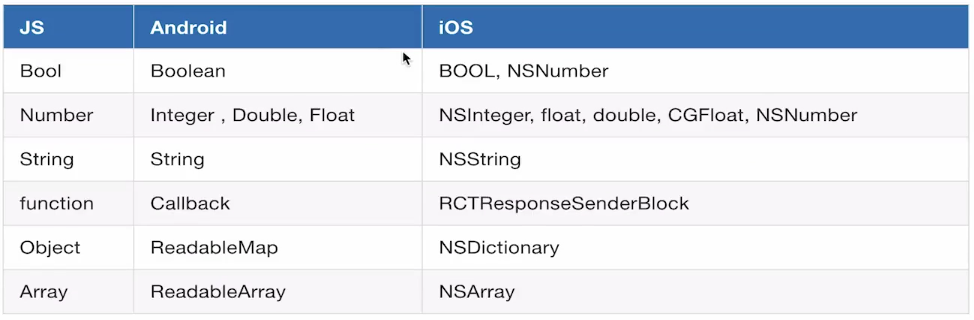 JS Android iOS
Bool Boolean BOOL, NSNumber
Number Integer , Double, Float NSInteger, float, double, CGFloat, NSNumber
String String NSString
function Callback RCTResponseSenderBlock
Object ReadableMap NSDictionary
Array ReadableArray NSArray